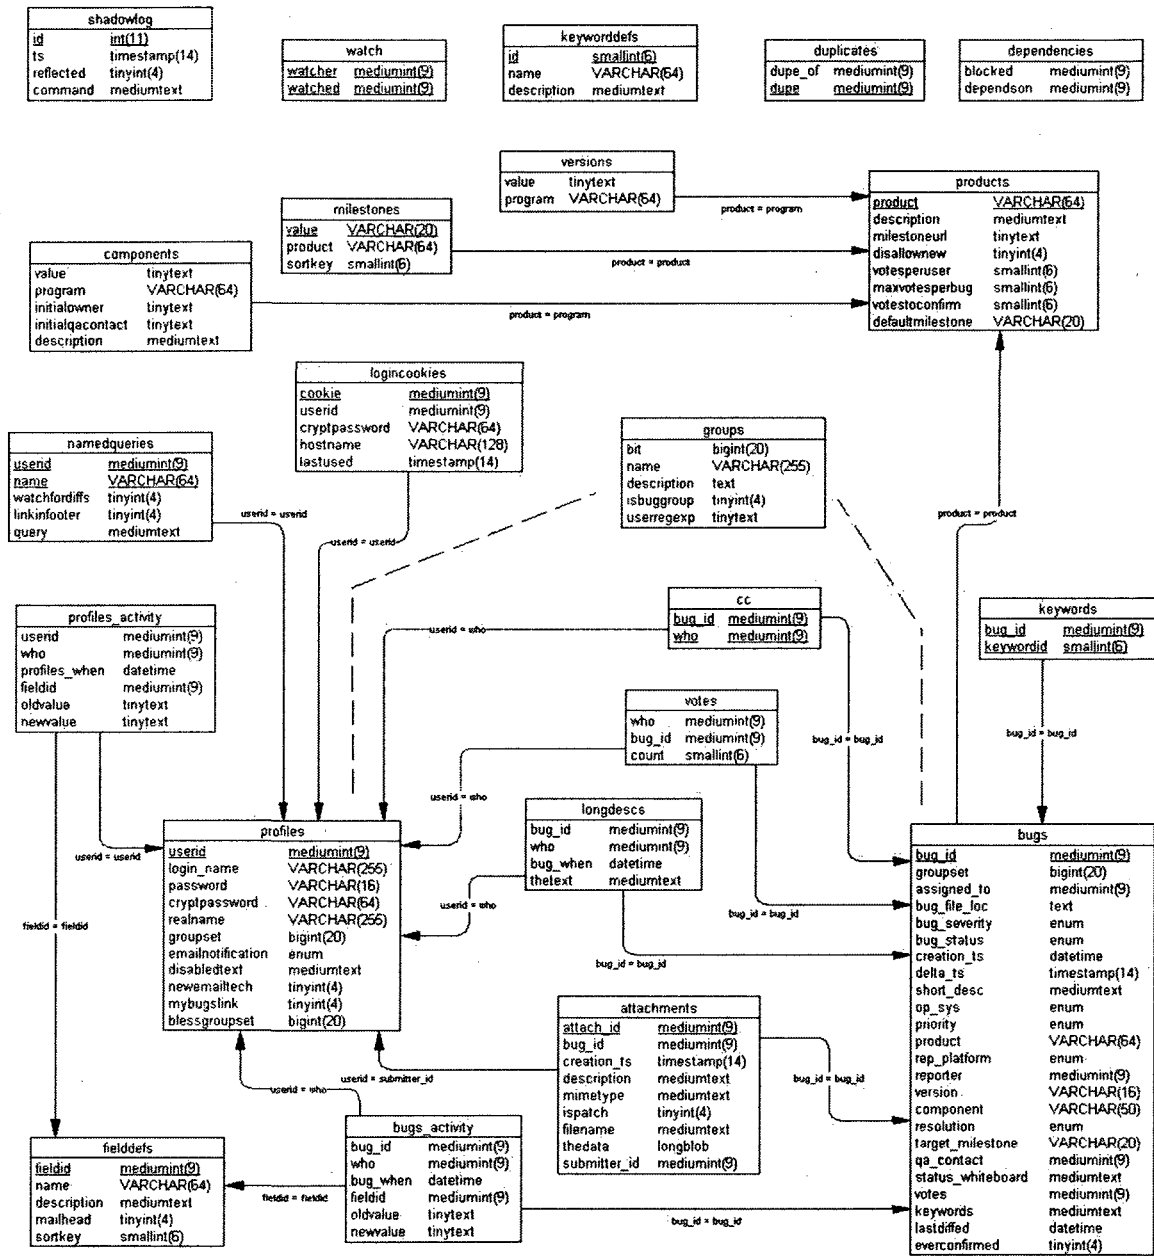 shadowlog
id int(11)
ts timestamp(14)
reflected tinyint(4)
command mediumtext
watch
watcher mediumint(9)
watched mediumint(9)
keyworddefs
id smallint(6)
name VARCHAR(64)
description mediumtext
duplicates
dupe_of mediumint(9)
dupe mediumint(9)
dependencies
blocked mediumint(9)
dependson mediumint(9)
versions
value tinytext
program VARCHAR(64)
product = program
products
product VARCHAR(64)
description mediumtext
milestoneurl tinytext
disallownew tinyint(4)
votesperuser smallint(6)
maxvotesperbug smallint(6)
votestoconfirm smallint(6)
defaultmilestone VARCHAR(20)
milestones
value VARCHAR(20)
product VARCHAR(64)
sortkey smallint(6)
product = product
components
value tinytext
program VARCHAR(64)
initialowner tinytext
initialqacontact tinytext
description mediumtext
product = program
logincookies
cookie mediumint(9)
userid mediumint(9)
cryptpassword VARCHAR(64)
hostname VARCHAR(128)
lastused timestamp(14)
userid = userid
groups
bit bigint(20)
name VARCHAR(255)
description text
isbuggroup tinyint(4)
userregexp tinytext
namedqueries
userid mediumint(9)
name VARCHAR(64)
watchfordiffs tinyint(4)
linkinfooter tinyint(4)
query mediumtext
userid = userid
product = product
profiles_activity
userid mediumint(9)
who mediumint(9)
profiles_when datetime
fieldid mediumint(9)
oldvalue tinytext
newvalue tinytext
userid = userid
fieldid = fieldid
cc
bug_id mediumint(9)
who mediumint(9)
userid = who
bug_id = bug_id
keywords
bug_id mediumint(9)
keywordid smallint(6)
bug_id = bug_id
votes
who mediumint(9)
bug_id mediumint(9)
count smallint(6)
userid = who
bug_id = bug_id
longdescs
bug_id mediumint(9)
who mediumint(9)
bug_when datetime
thetext mediumtext
userid = who
bug_id = bug_id
profiles
userid mediumint(9)
login_name VARCHAR(255)
password VARCHAR(16)
cryptpassword VARCHAR(64)
realname VARCHAR(255)
groupset bigint(20)
emailnotification enum
disabledtext mediumtext
newemailtech tinyint(4)
mybugslink tinyint(4)
blessgroupset bigint(20)
bugs
bug_id mediumint(9)
groupset bigint(20)
assigned_to mediumint(9)
bug_file_loc text
bug_severity enum
bug_status enum
creation_ts datetime
delta_ts timestamp(14)
short_desc mediumtext
op_sys enum
priority enum
product VARCHAR(64)
rep_platform enum
reporter mediumint(9)
version VARCHAR(16)
component VARCHAR(50)
resolution enum
target_milestone VARCHAR(20)
qa_contact mediumint(9)
status_whiteboard mediumtext
votes mediumint(9)
keywords mediumtext
lastdiffed datetime
everconfirmed tinyint(4)
attachments
attach_id mediumint(9)
bug_id mediumint(9)
creation_ts timestamp(14)
description mediumtext
mimetype mediumtext
ispatch tinyint(4)
filename mediumtext
thedata longblob
submitter_id mediumint(9)
userid = submitter_id
bug_id = bug_id
bugs_activity
bug_id mediumint(9)
who mediumint(9)
bug_when datetime
fieldid mediumint(9)
oldvalue tinytext
newvalue tinytext
userid = who
fieldid = fieldid
bug_id = bug_id
fielddefs
fieldid mediumint(9)
name VARCHAR(64)
description mediumtext
mailhead tinyint(4)
sortkey smallint(6)